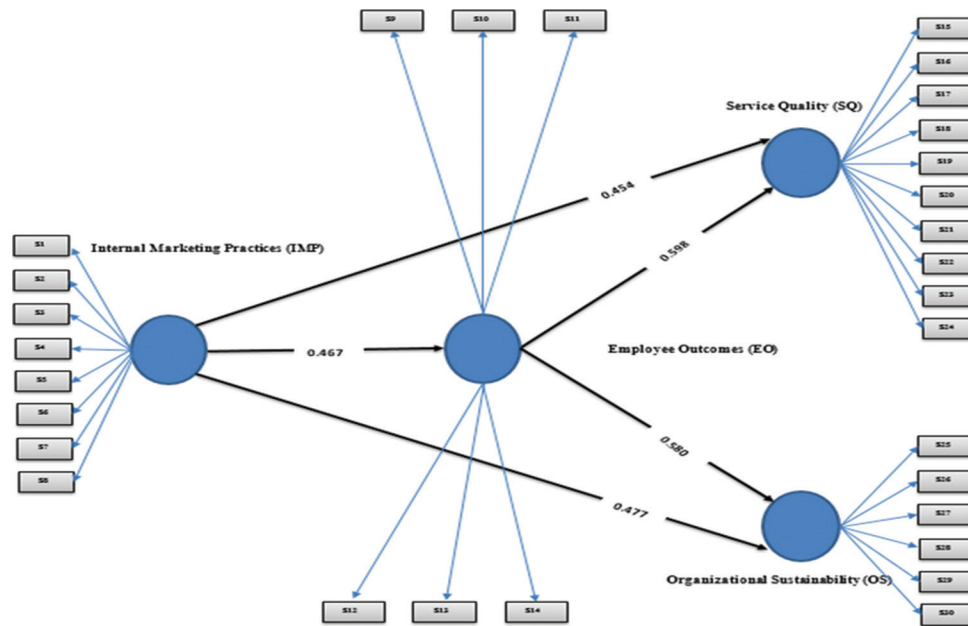 S9 S10 S11
S15
S16
S17
S18
S19
S20
S21
S22
S23
S24
Service Quality (SQ)
0.454
0.598
Internal Marketing Practices (IMP)
S1
S2
S3
S4
S5
S6
S7
S8
0.467
Employee Outcomes (EO)
0.580
0.477
S25
S26
S27
S28
S29
S30
Organizational Sustainability (OS)
S12 S13 S14